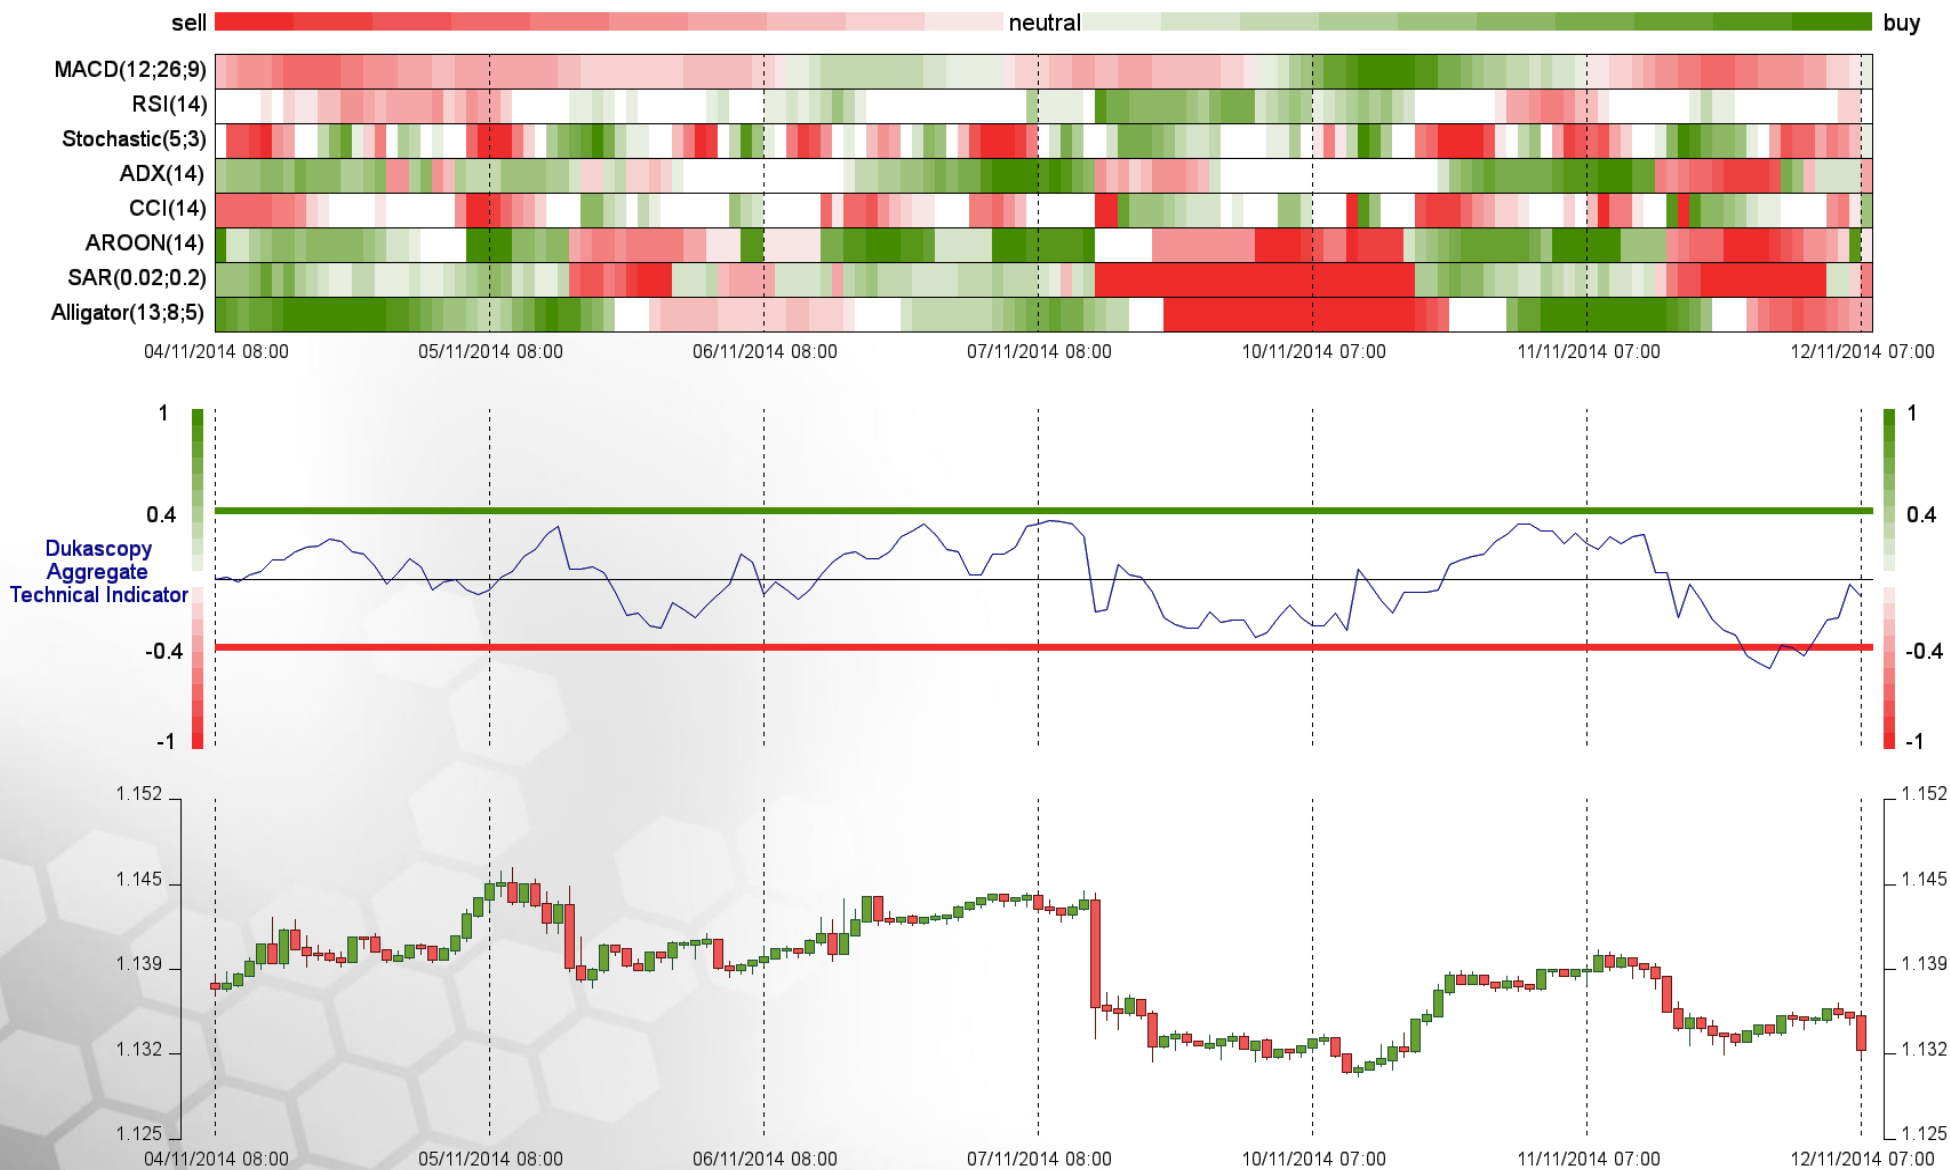 sell neutral buy
MACD(12;26;9)
RSI(14)
Stochastic(5;3)
ADX(14)
CCI(14)
AROON(14)
SAR(0.02;0.2)
Alligator(13;8;5)
04/11/2014 08:00 05/11/2014 08:00 06/11/2014 08:00 07/11/2014 08:00 10/11/2014 07:00 11/11/2014 07:00 12/11/2014 07:00
1 1
0.4 0.4
Dukascopy
Aggregate
Technical Indicator
-0.4 -0.4
-1 -1
1.152 1.152
1.145 1.145
1.139 1.139
1.132 1.132
1.125 1.125
04/11/2014 08:00 05/11/2014 08:00 06/11/2014 08:00 07/11/2014 08:00 10/11/2014 07:00 11/11/2014 07:00 12/11/2014 07:00